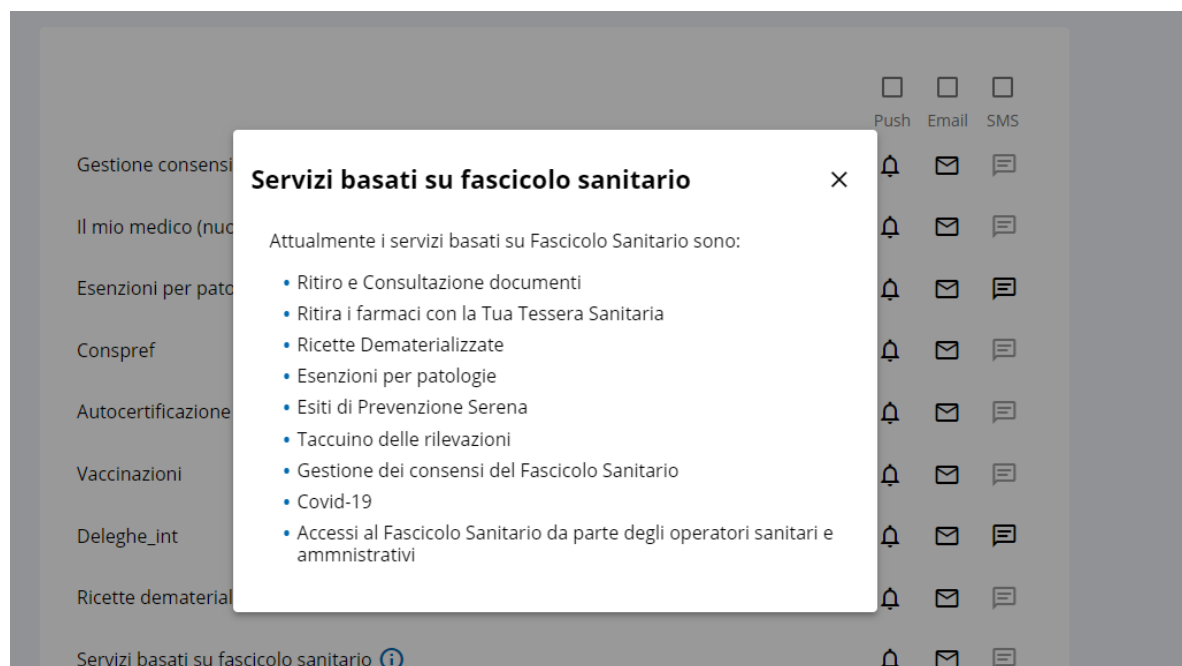 Push Email SMS
Gestione consensi
Servizi basati su fascicolo sanitario
Il mio medico (nuo
Attualmente i servizi basati su Fascicolo Sanitario sono:
• Ritiro e Consultazione documenti
Esenzioni per pato
• Ritira i farmaci con la Tua Tessera Sanitaria
• Ricette Dematerializzate
Conspref
• Esenzioni per patologie
Autocertificazione
• Esiti di Prevenzione Serena
• Taccuino delle rilevazioni
Vaccinazioni
• Gestione dei consensi del Fascicolo Sanitario
• Covid-19
Deleghe_int
• Accessi al Fascicolo Sanitario da parte degli operatori sanitari e
ammnistrativi
Ricette dematerial
Servizi basati su fascicolo sanitario